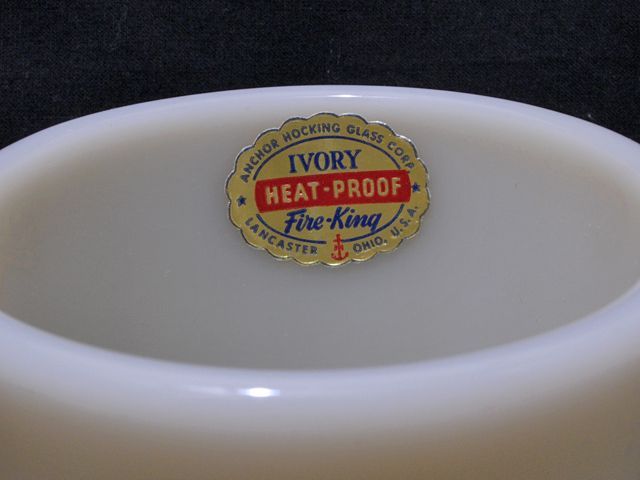 ANCHOR HOCKING GLASS CORP.
IVORY
HEAT-PROOF
Fire-King
LANCASTER OHIO, U.S.A.